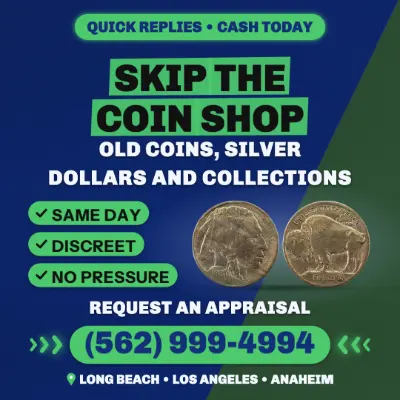 QUICK REPLIES • CASH TODAY
SKIP THE
COIN SHOP
OLD COINS, SILVER
DOLLARS AND COLLECTIONS
SAME DAY
DISCREET
NO PRESSURE
REQUEST AN APPRAISAL
(562) 999-4994
LONG BEACH • LOS ANGELES • ANAHEIM